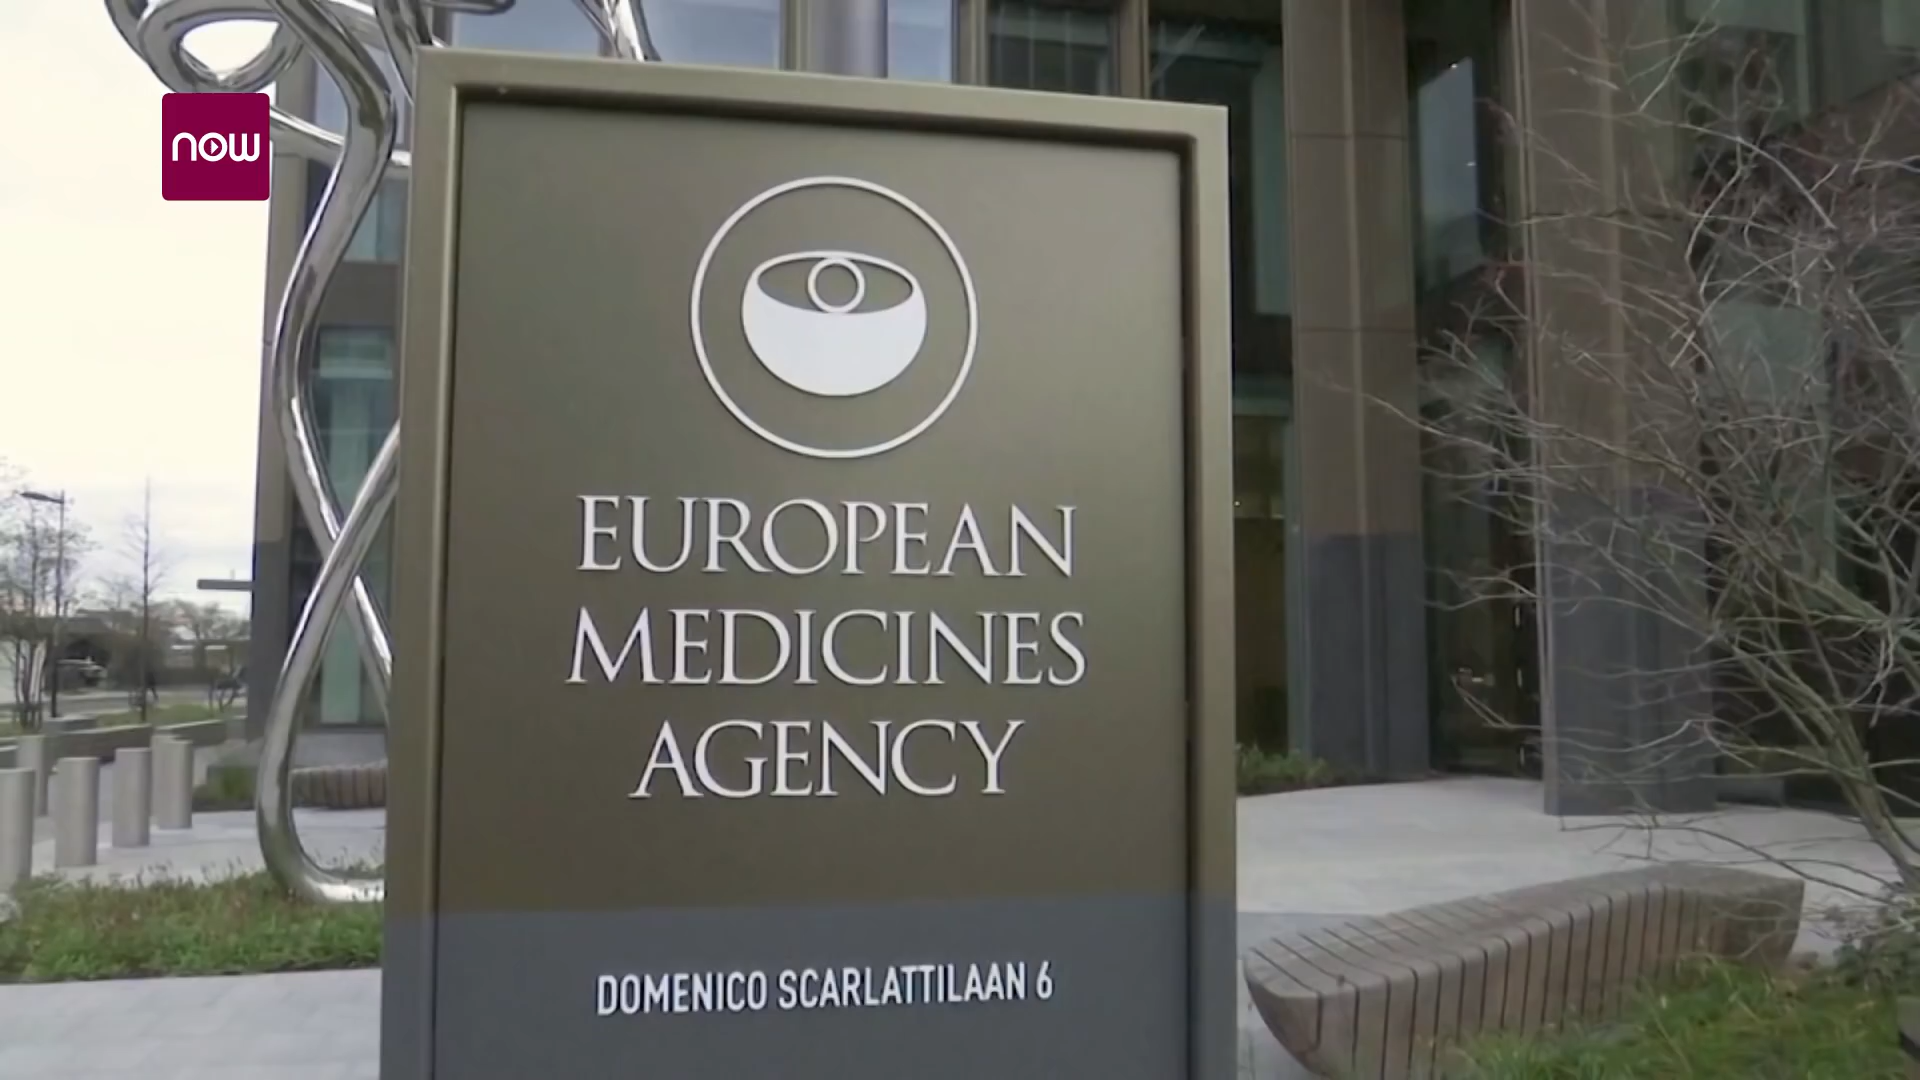 now
EUROPEAN
MEDICINES
AGENCY
DOMENICO SCARLATTILAAN 6